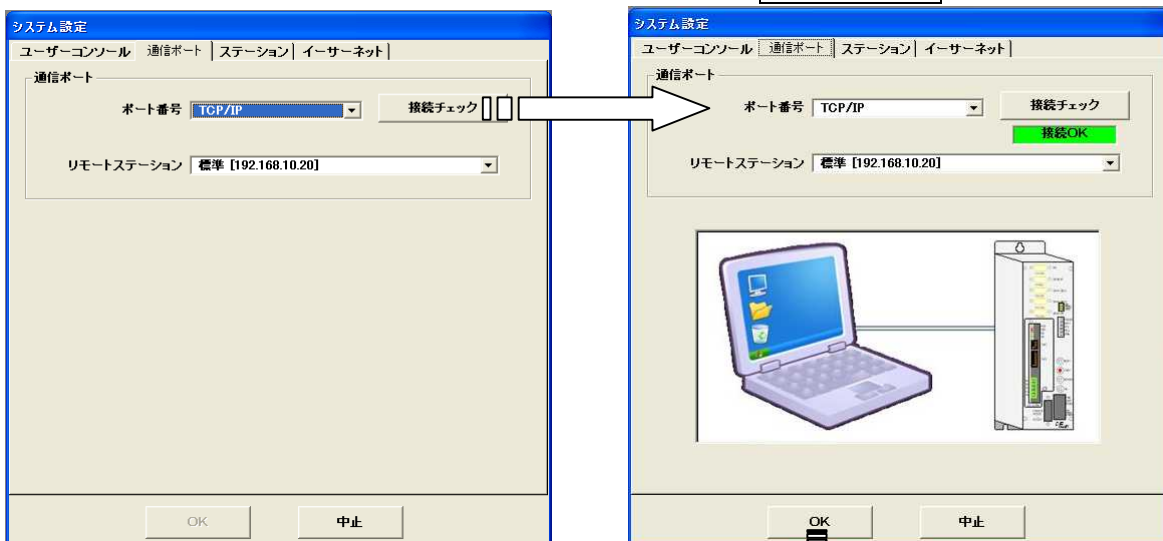 システム設定
ユーザーコンソール 通信ポート ステーション イーサーネット
通信ポート
ポート番号 TCP/IP 接続チェック
リモートステーション 標準 [192.168.10.20]
OK 中止
システム設定
ユーザーコンソール 通信ポート ステーション イーサーネット
通信ポート
ポート番号 TCP/IP 接続チェック
接続OK
リモートステーション 標準 [192.168.10.20]
OK 中止